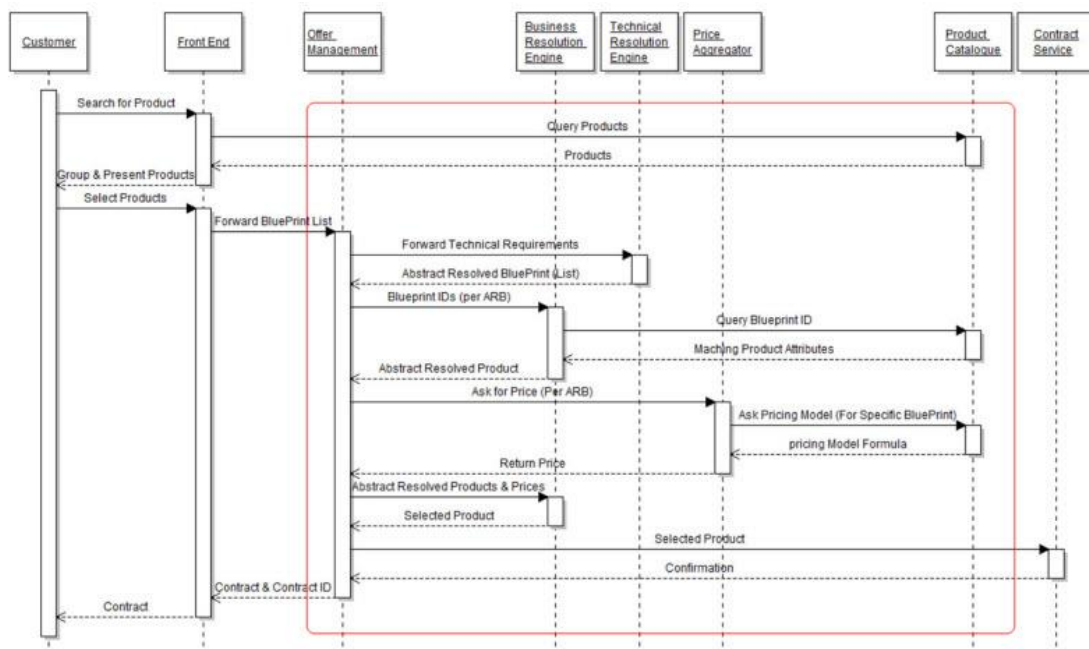 Customer
Front End
Offer
Management
Business
Resolution
Engine
Technical
Resolution
Engine
Price
Aggregator
Product
Catalogue
Contract
Service
Search for Product
Query Products
Products
Group & Present Products
Select Products
Forward BluePrint List
Forward Technical Requirements
Abstract Resolved BluePrint (List)
Blueprint IDs (per ARB)
Query Blueprint ID
Maching Product Attributes
Abstract Resolved Product
Ask for Price (Per ARB)
Ask Pricing Model (For Specific BluePrint)
pricing Model Formula
Return Price
Abstract Resolved Products & Prices
Selected Product
Selected Product
Confirmation
Contract & Contract ID
Contract